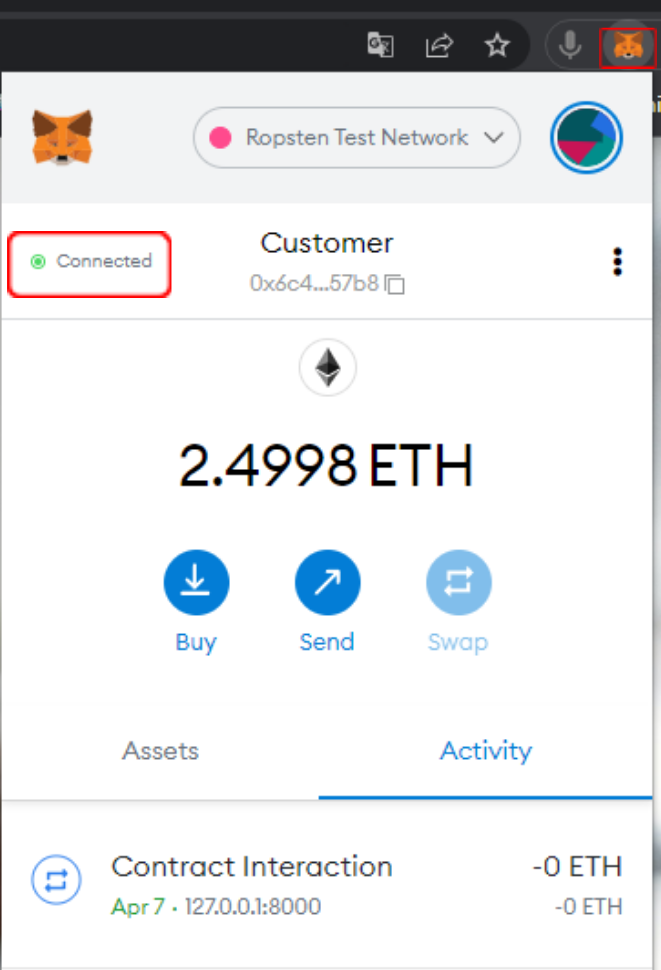 Ropsten Test Network
Connected
Customer
0x6c4...57b8
2.4998 ETH
Buy
Send
Swap
Assets
Activity
Contract Interaction
-0 ETH
Apr 7 · 127.0.0.1:8000
-0 ETH